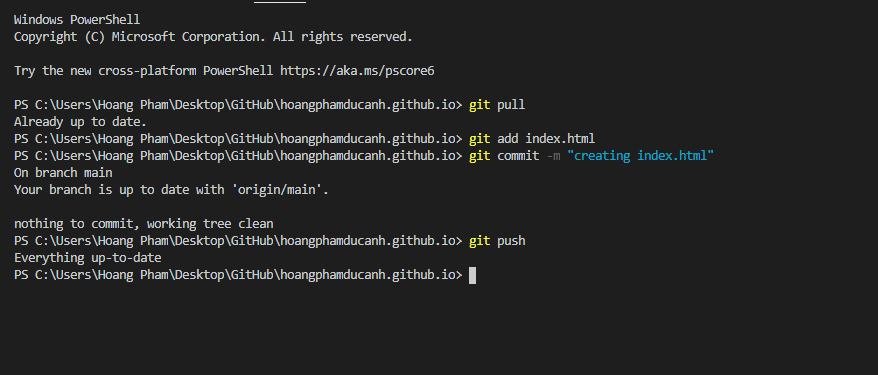 Windows PowerShell
Copyright (C) Microsoft Corporation. All rights reserved.
Try the new cross-platform PowerShell https://aka.ms/pscore6
PS C:\Users\Hoang Pham\Desktop\GitHub\hoangphamducanh.github.io> git pull
Already up to date.
PS C:\Users\Hoang Pham\Desktop\GitHub\hoangphamducanh.github.io> git add index.html
PS C:\Users\Hoang Pham\Desktop\GitHub\hoangphamducanh.github.io> git commit -m "creating index.html"
On branch main
Your branch is up to date with 'origin/main'.
nothing to commit, working tree clean
PS C:\Users\Hoang Pham\Desktop\GitHub\hoangphamducanh.github.io> git push
Everything up-to-date
PS C:\Users\Hoang Pham\Desktop\GitHub\hoangphamducanh.github.io>